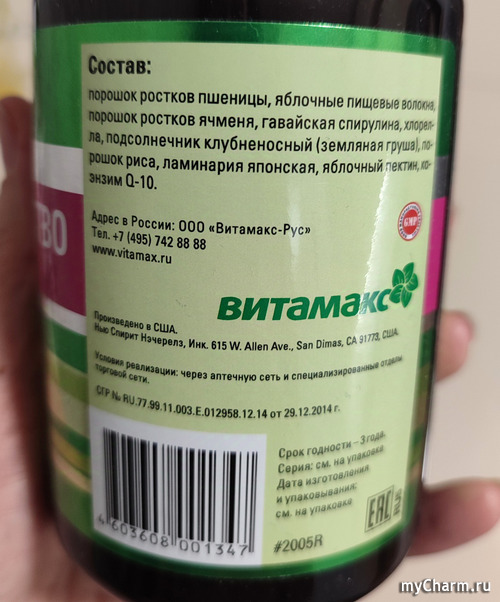 Состав:
порошок ростков пшеницы, яблочные пищевые волокна,
порошок ростков ячменя, гавайская спирулина, хлорел-
ла, подсолнечник клубненосный (земляная груша), по-
рошок риса, ламинария японская, яблочный пектин, ко-
энзим Q-10.
ТВО
Адрес в России: ООО «Витамакс-Рус»
Тел. +7 (495) 742 88 88
www.vitamax.ru
GMP
ВИТАМАКС
Произведено в США.
Нью Спирит Нэчерелз, Инк. 615 W. Allen Ave., San Dimas, CA 91773, США.
Условия реализации: через аптечную сеть и специализированные отделы
торговой сети.
СГР № RU.77.99.11.003.Е.012958.12.14 от 29.12.2014 г.
Срок годности – 3 года.
Серия: см. на упаковке
Дата изготовления
и упаковывания:
см. на упаковке
4 603608 001347
#2005R
EAC
myCharm.ru